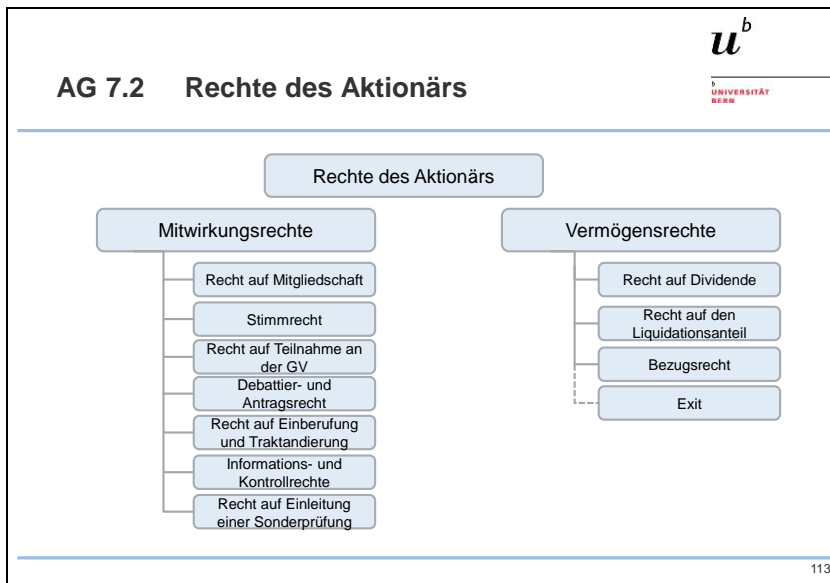 u
b
b
UNIVERSITÄT
BERN
AG 7.2 Rechte des Aktionärs
Rechte des Aktionärs
Mitwirkungsrechte
Recht auf Mitgliedschaft
Stimmrecht
Recht auf Teilnahme an
der GV
Debattier- und
Antragsrecht
Recht auf Einberufung
und Traktandierung
Informations- und
Kontrollrechte
Recht auf Einleitung
einer Sonderprüfung
Vermögensrechte
Recht auf Dividende
Recht auf den
Liquidationsanteil
Bezugsrecht
Exit
113